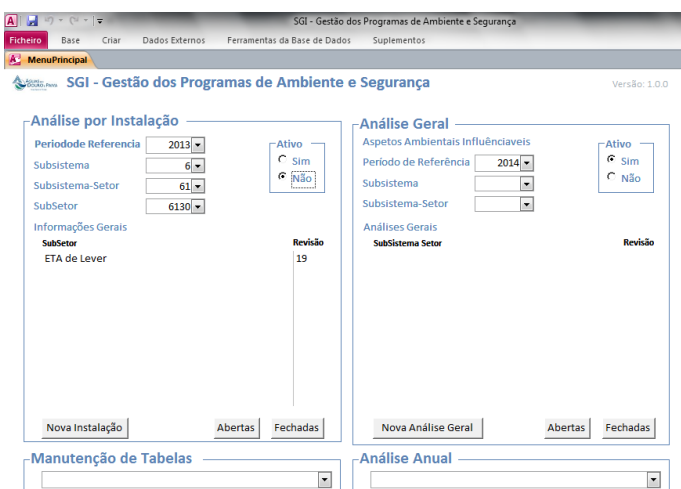 SGI - Gestão dos Programas de Ambiente e Segurança
Ficheiro Base Criar Dados Externos Ferramentas da Base de Dados Suplementos
MenuPrincipal
SGI - Gestão dos Programas de Ambiente e Segurança Versão: 1.0.0
Análise por Instalação
Periodode Referencia 2013
Subsistema 6
Subsistema-Setor 61
SubSetor 6130
Ativo
Sim
Não
Informações Gerais
SubSetor Revisão
ETA de Lever 19
Nova Instalação Abertas Fechadas
Análise Geral
Aspetos Ambientais Influênciaveis
Período de Referência 2014
Subsistema
Subsistema-Setor
Ativo
Sim
Não
Análises Gerais
SubSistema Setor Revisão
Nova Análise Geral Abertas Fechadas
Manutenção de Tabelas
Análise Anual